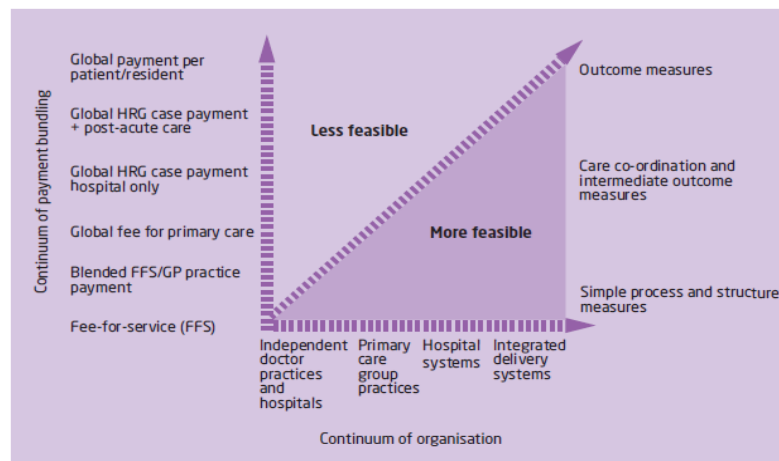 Global payment per
patient/resident
Global HRG case payment
+ post-acute care
Global HRG case payment
hospital only
Global fee for primary care
Blended FFS/GP practice
payment
Fee-for-service (FFS)
Continuum of payment bundling
Less feasible
More feasible
Outcome measures
Care co-ordination and
intermediate outcome
measures
Simple process and structure
measures
Independent
doctor
practices
and
hospitals
Primary
care
group
practices
Hospital
systems
Integrated
delivery
systems
Continuum of organisation